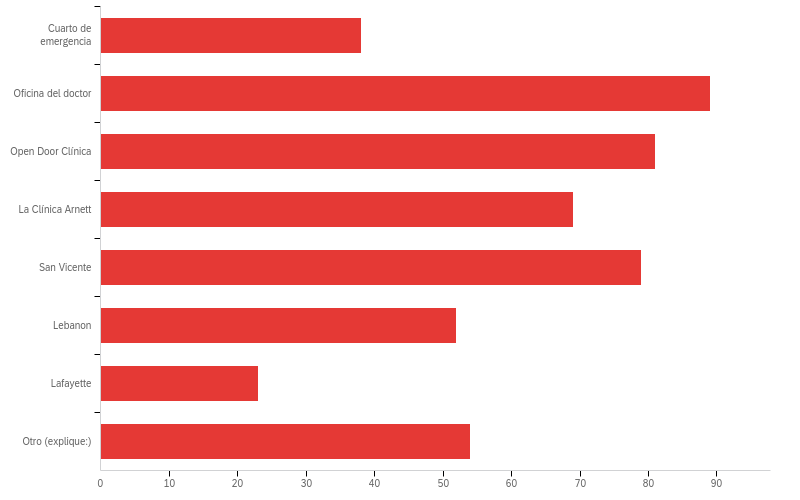 Cuarto de
emergencia
Oficina del doctor
Open Door Clínica
La Clínica Arnett
San Vicente
Lebanon
Lafayette
Otro (explique:)
0 10 20 30 40 50 60 70 80 90